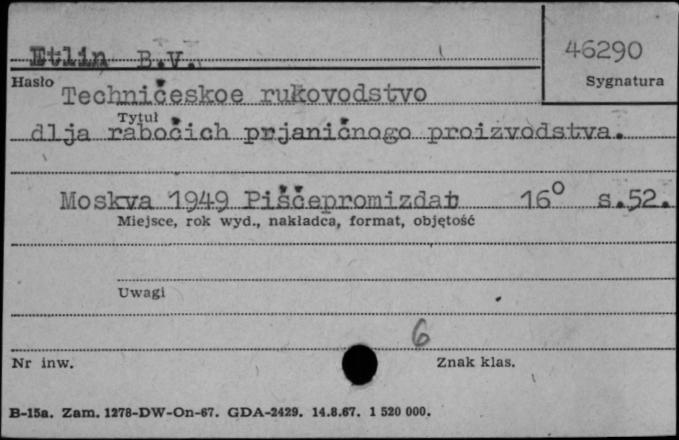 Etlin B.V.
46290
Hasło
Sygnatura
Techničeskoe rukovodstvo
Tytuł
dlja rabočich prjaničnogo proizvodstva.
Moskva 1949 Piščepromizdat 16° s.52.
Miejsce, rok wyd., nakładca, format, objętość
Uwagi
6
Nr inw.
Znak klas.
B-15a. Zam. 1278-DW-On-67. GDA-2429. 14.8.67. 1 520 000.